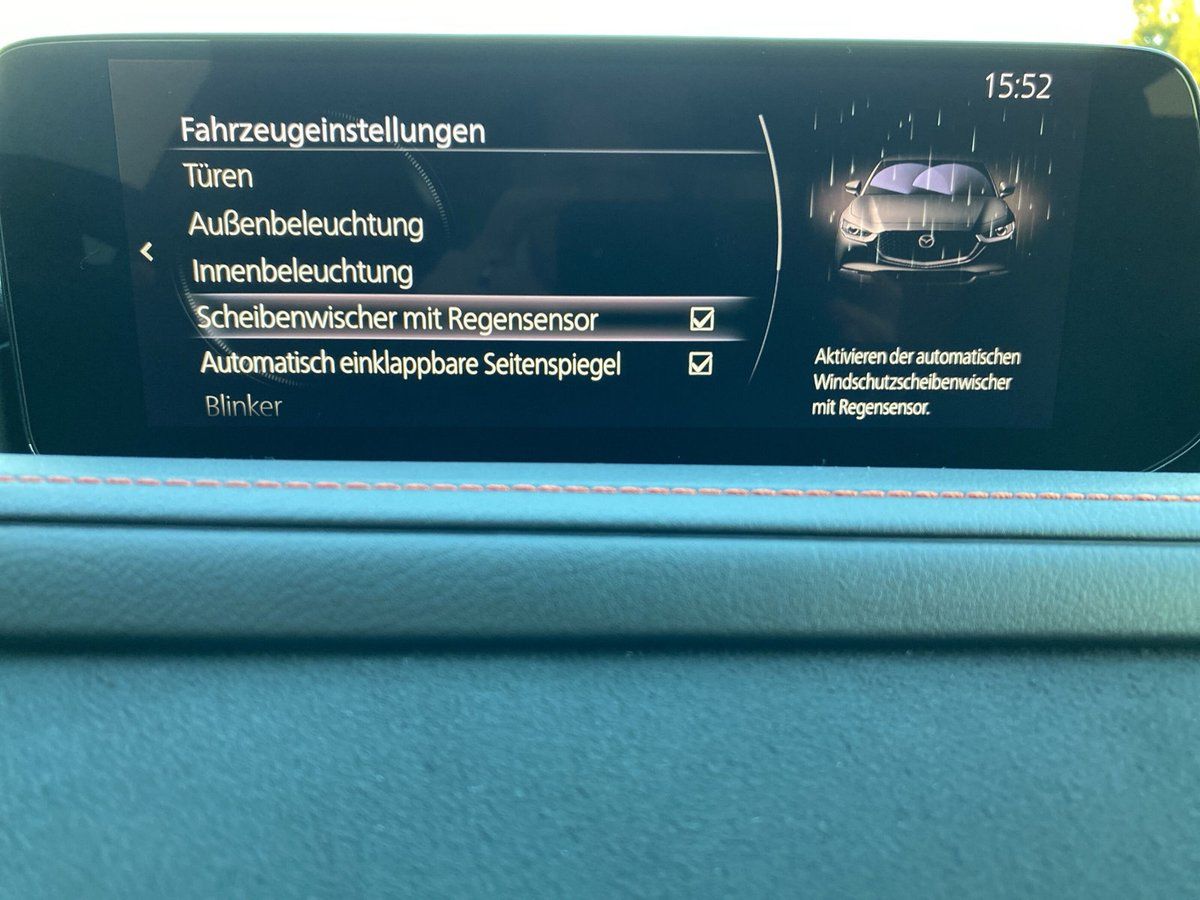 15:52
Fahrzeugeinstellungen
Türen
Außenbeleuchtung
Innenbeleuchtung
Scheibenwischer mit Regensensor
Automatisch einklappbare Seitenspiegel
Blinker
Aktivieren der automatischen
Windschutzscheibenwischer
mit Regensensor.